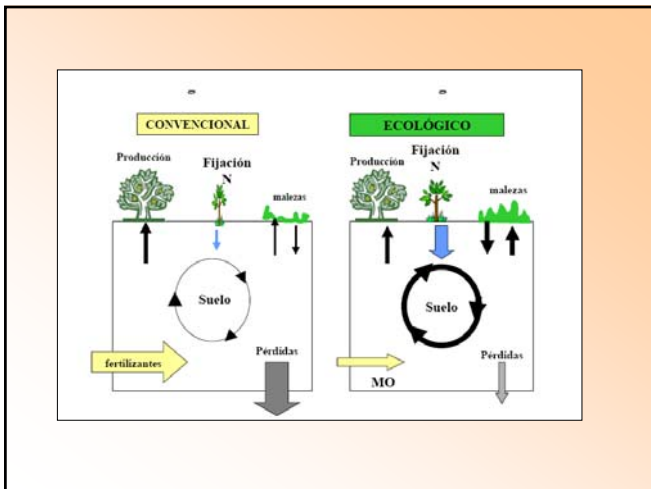 CONVENCIONAL
Producción
Fijación
N
malezas
Suelo
fertilizantes
Pérdidas
ECOLÓGICO
Producción
Fijación
N
malezas
Suelo
MO
Pérdidas